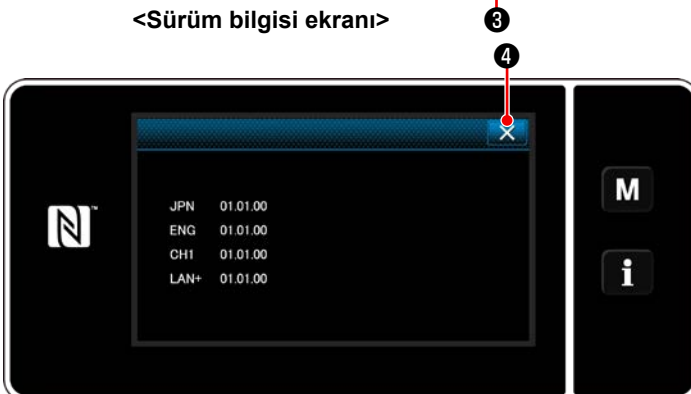 <Sürüm bilgisi ekranı>
❸
❹
JPN 01.01.00
ENG 01.01.00
CH1 01.01.00
LAN+ 01.01.00
M
i